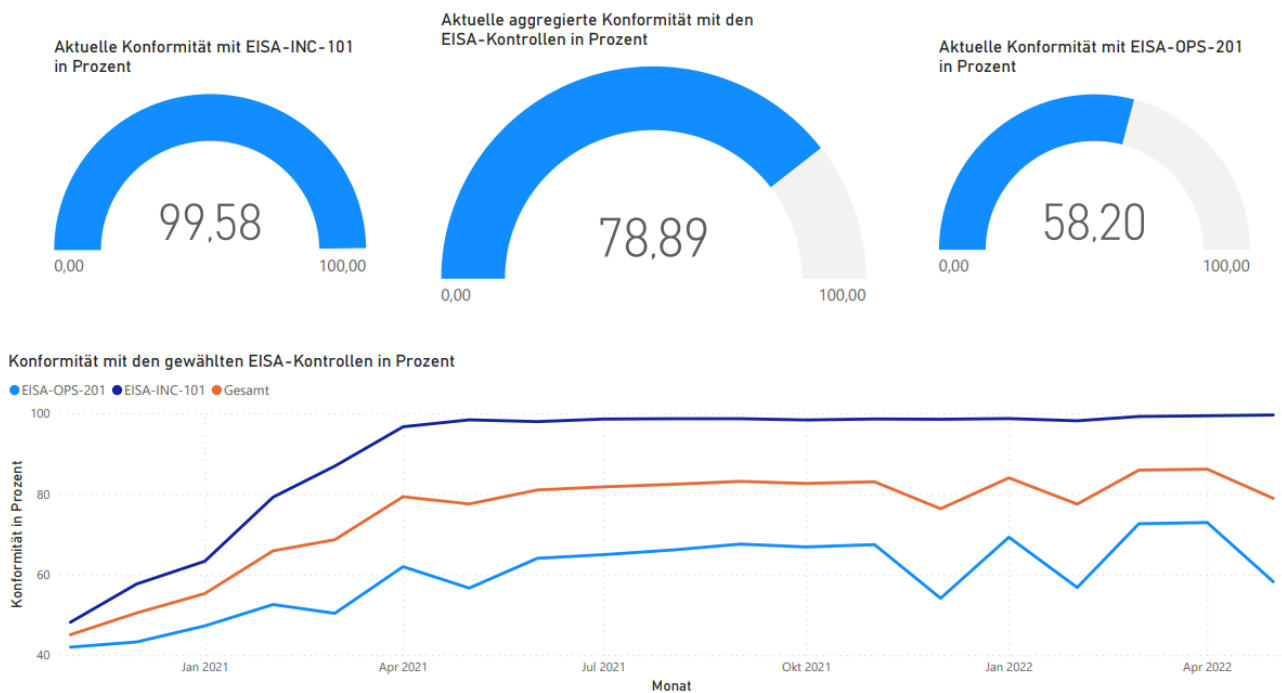 Aktuelle Konformität mit EISA-INC-101
in Prozent
99,58
0,00
100,00
Aktuelle aggregierte Konformität mit den
EISA-Kontrollen in Prozent
78,89
0,00
100,00
Aktuelle Konformität mit EISA-OPS-201
in Prozent
58,20
0,00
100,00
Konformität mit den gewählten EISA-Kontrollen in Prozent
EISA-OPS-201 EISA-INC-101 Gesamt
Konformität in Prozent
100
80
60
40
Jan 2021 Apr 2021 Jul 2021 Okt 2021 Jan 2022 Apr 2022
Monat